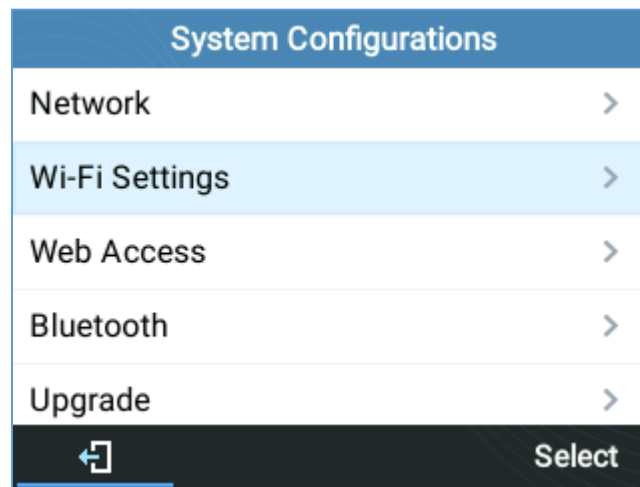 System Configurations
Network
Wi-Fi Settings
Web Access
Bluetooth
Upgrade
Select